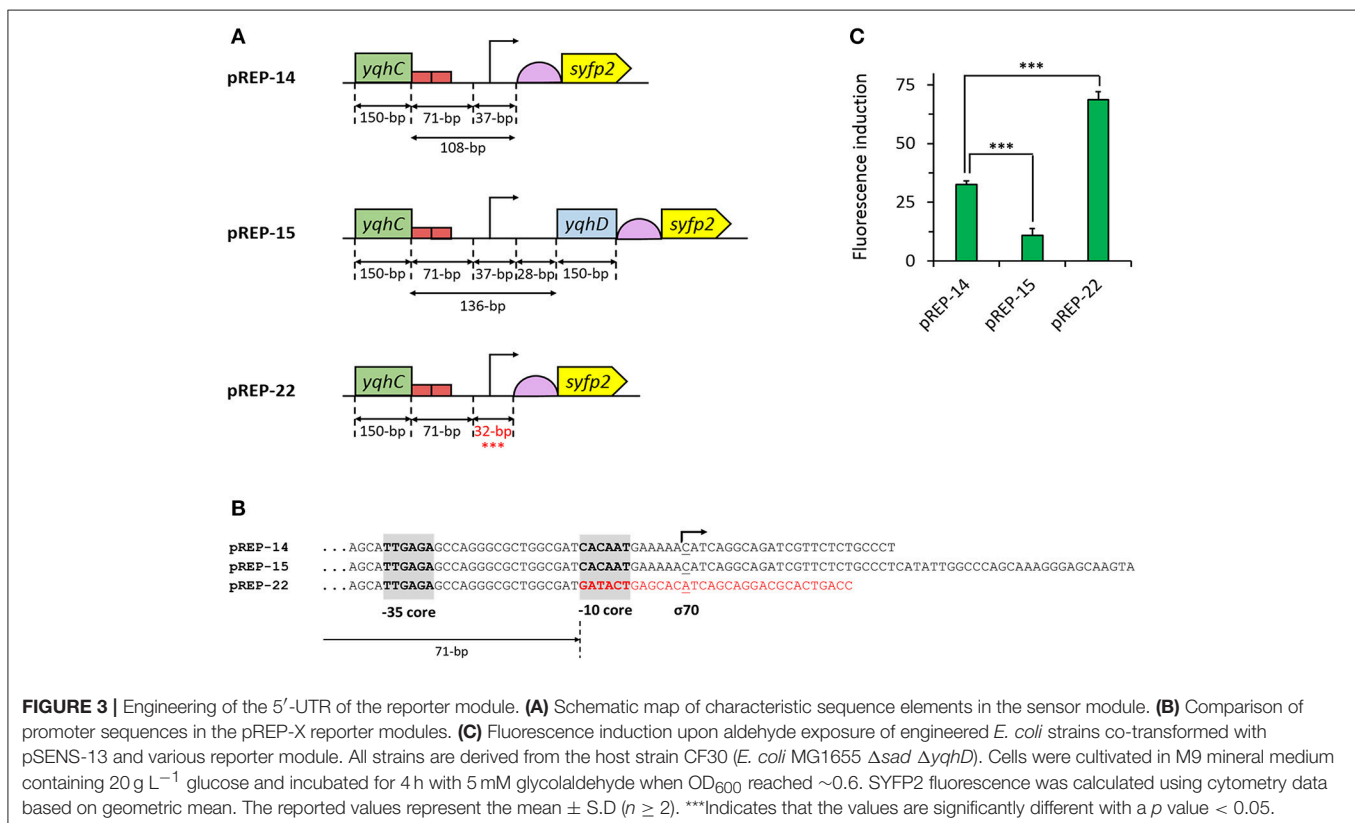 A
pREP-14
yqhC
syfp2
150-bp
71-bp
37-bp
108-bp
pREP-15
yqhC
yqhD
syfp2
150-bp
71-bp
37-bp
28-bp
150-bp
136-bp
pREP-22
yqhC
syfp2
150-bp
71-bp
32-bp
***
C
Fluorescence induction
75
50
25
0
***
***
pREP-14
pREP-15
pREP-22
B
pREP-14 ...AGCATTGAGAGCCAGGGCGCTGGCGATCACAATGAAAAACATCAGGCAGATCGTTCTCTGCCCT
pREP-15 ...AGCATTGAGAGCCAGGGCGCTGGCGATCACAATGAAAAACATCAGGCAGATCGTTCTCTGCCCTCATATTGGCCCAGCAAAGGGAGCAAGTA
pREP-22 ...AGCATTGAGAGCCAGGGCGCTGGCGATGATACTGAGCACATCAGCAGGACGCACTGACC
-35 core
-10 core
σ70
71-bp
FIGURE 3 | Engineering of the 5′-UTR of the reporter module. (A) Schematic map of characteristic sequence elements in the sensor module. (B) Comparison of
promoter sequences in the pREP-X reporter modules. (C) Fluorescence induction upon aldehyde exposure of engineered E. coli strains co-transformed with
pSENS-13 and various reporter module. All strains are derived from the host strain CF30 (E. coli MG1655 Δsad ΔyqhD). Cells were cultivated in M9 mineral medium
containing 20 g L−1 glucose and incubated for 4 h with 5 mM glycolaldehyde when OD600 reached ~0.6. SYFP2 fluorescence was calculated using cytometry data
based on geometric mean. The reported values represent the mean ± S.D (n ≥ 2). ***Indicates that the values are significantly different with a p value < 0.05.